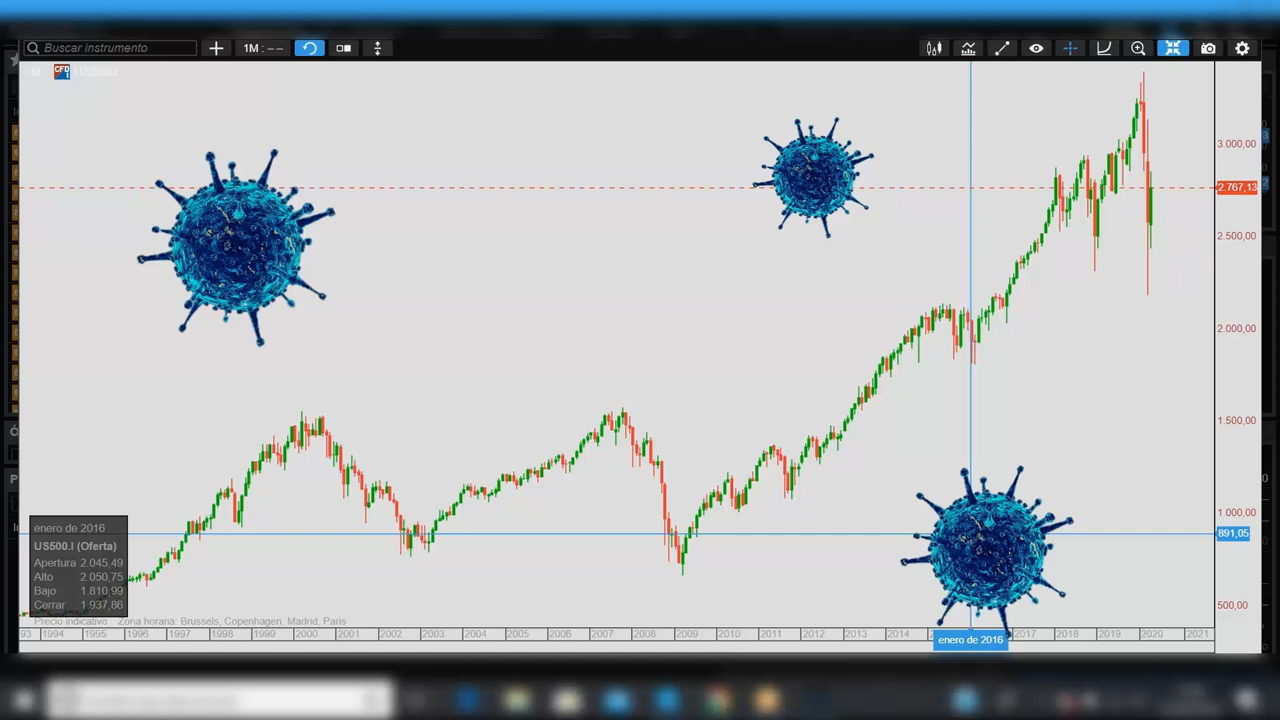 Buscar instrumento
1M : – –
1M CFD I US500.I
3.000,00
2.767,13
2.500,00
2.000,00
1.500,00
1.000,00
891,05
500,00
enero de 2016
US500.I (Oferta)
Apertura 2.045,49
Alto 2.050,75
Bajo 1.810,99
Cerrar 1.937,86
Precio indicativo Zona horaria: Brussels, Copenhagen, Madrid, Paris
93 1994 1995 1996 1997 1998 1999 2000 2001 2002 2003 2004 2005 2006 2007 2008 2009 2010 2011 2012 2013 2014 2017 2018 2019 2020 2021
enero de 2016